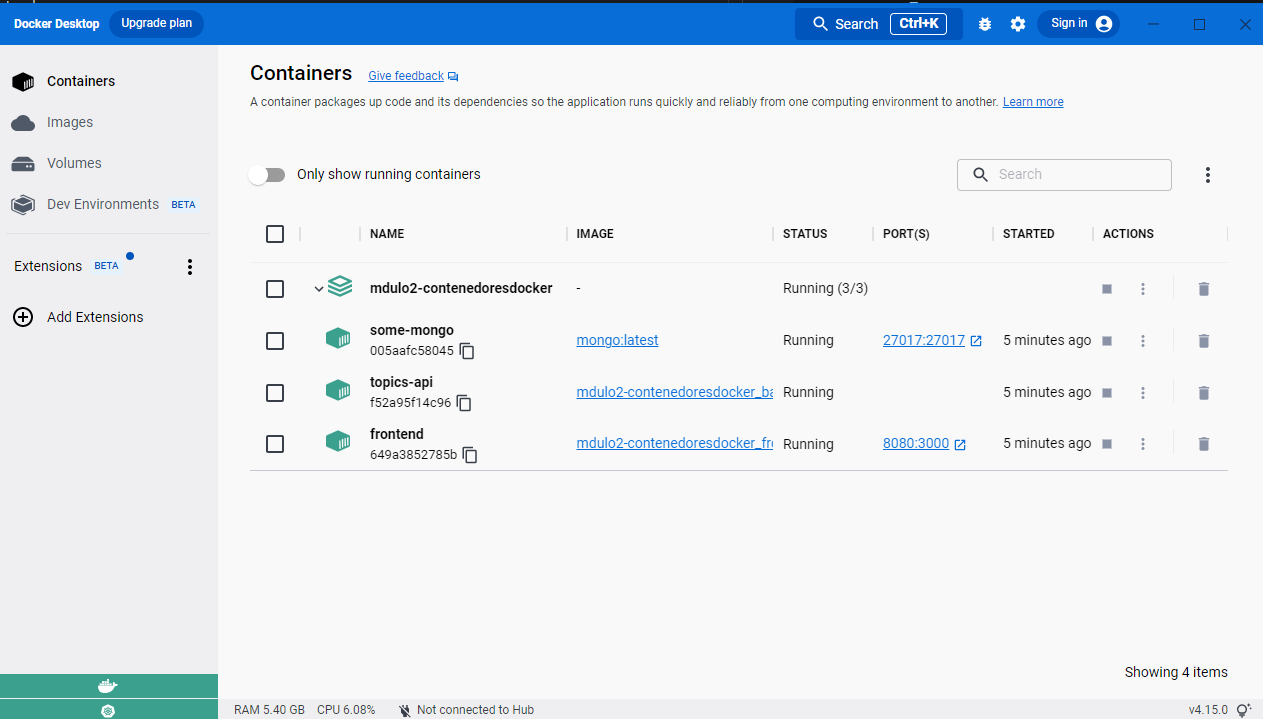 Docker Desktop Upgrade plan Search Ctrl+K Sign in
Containers
Images
Volumes
Dev Environments BETA
Extensions BETA
Add Extensions
Containers Give feedback
A container packages up code and its dependencies so the application runs quickly and reliably from one computing environment to another. Learn more
Only show running containers Search
NAME IMAGE STATUS PORT(S) STARTED ACTIONS
mdulo2-contenedoresdocker - Running (3/3)
some-mongo
005aafc58045 mongo:latest Running 27017:27017 5 minutes ago
topics-api
f52a95f14c96 mdulo2-contenedoresdocker_ba Running 5 minutes ago
frontend
649a3852785b mdulo2-contenedoresdocker_fro Running 8080:3000 5 minutes ago
Showing 4 items
RAM 5.40 GB CPU 6.08% Not connected to Hub v4.15.0